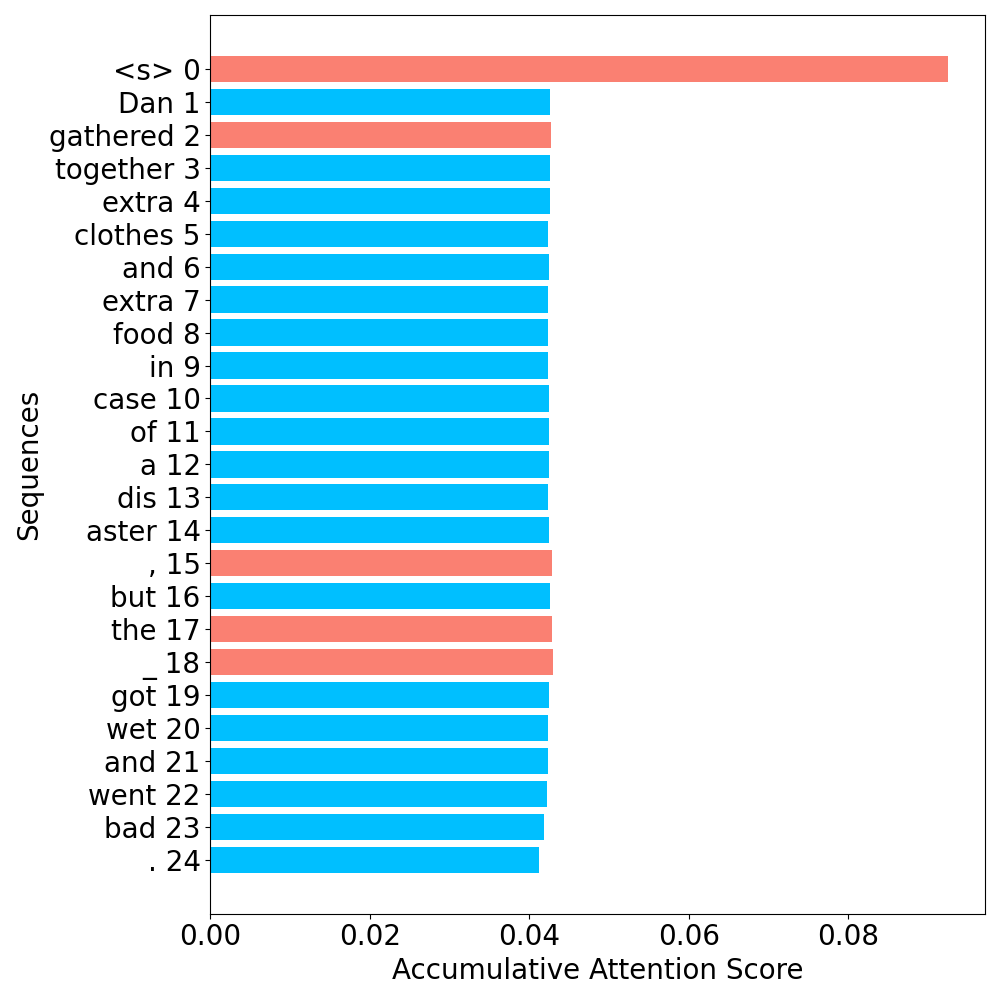 <s> 0
Dan 1
gathered 2
together 3
extra 4
clothes 5
and 6
extra 7
food 8
in 9
case 10
of 11
a 12
dis 13
aster 14
, 15
but 16
the 17
_ 18
got 19
wet 20
and 21
went 22
bad 23
. 24
Sequences
0.00 0.02 0.04 0.06 0.08
Accumulative Attention Score